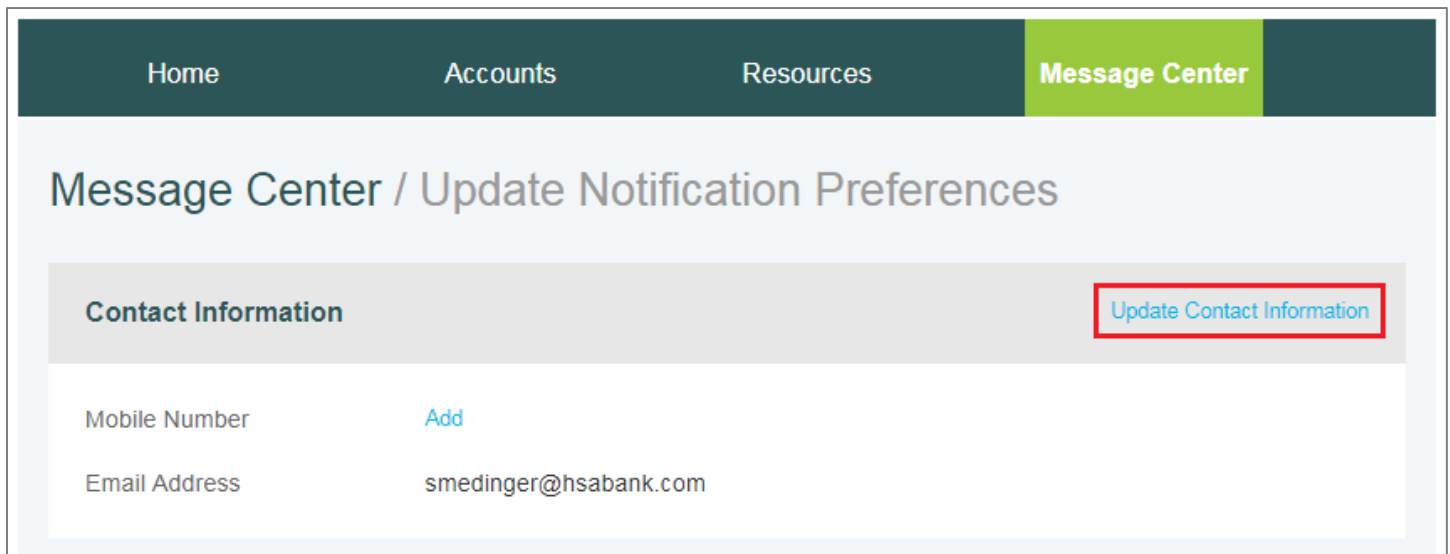 Home Accounts Resources Message Center
Message Center / Update Notification Preferences
Contact Information Update Contact Information
Mobile Number Add
Email Address smedinger@hsabank.com